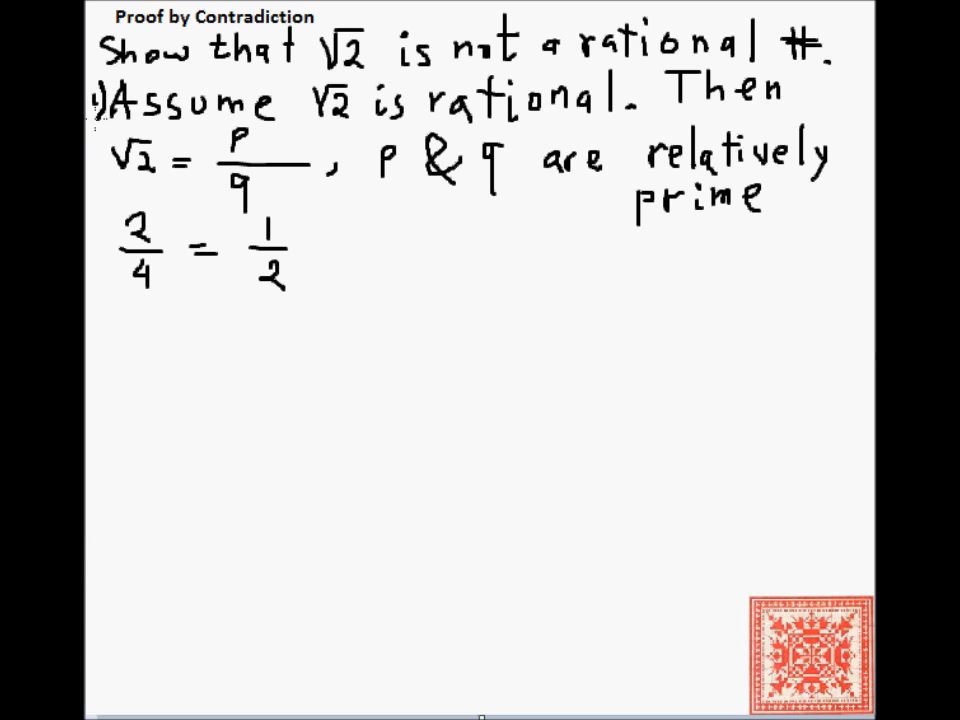 Proof by Contradiction
Show that √2 is not a rational #.
1) Assume √2 is rational. Then
√2 = p/q, p & q are relatively
prime
2/4 = 1/2